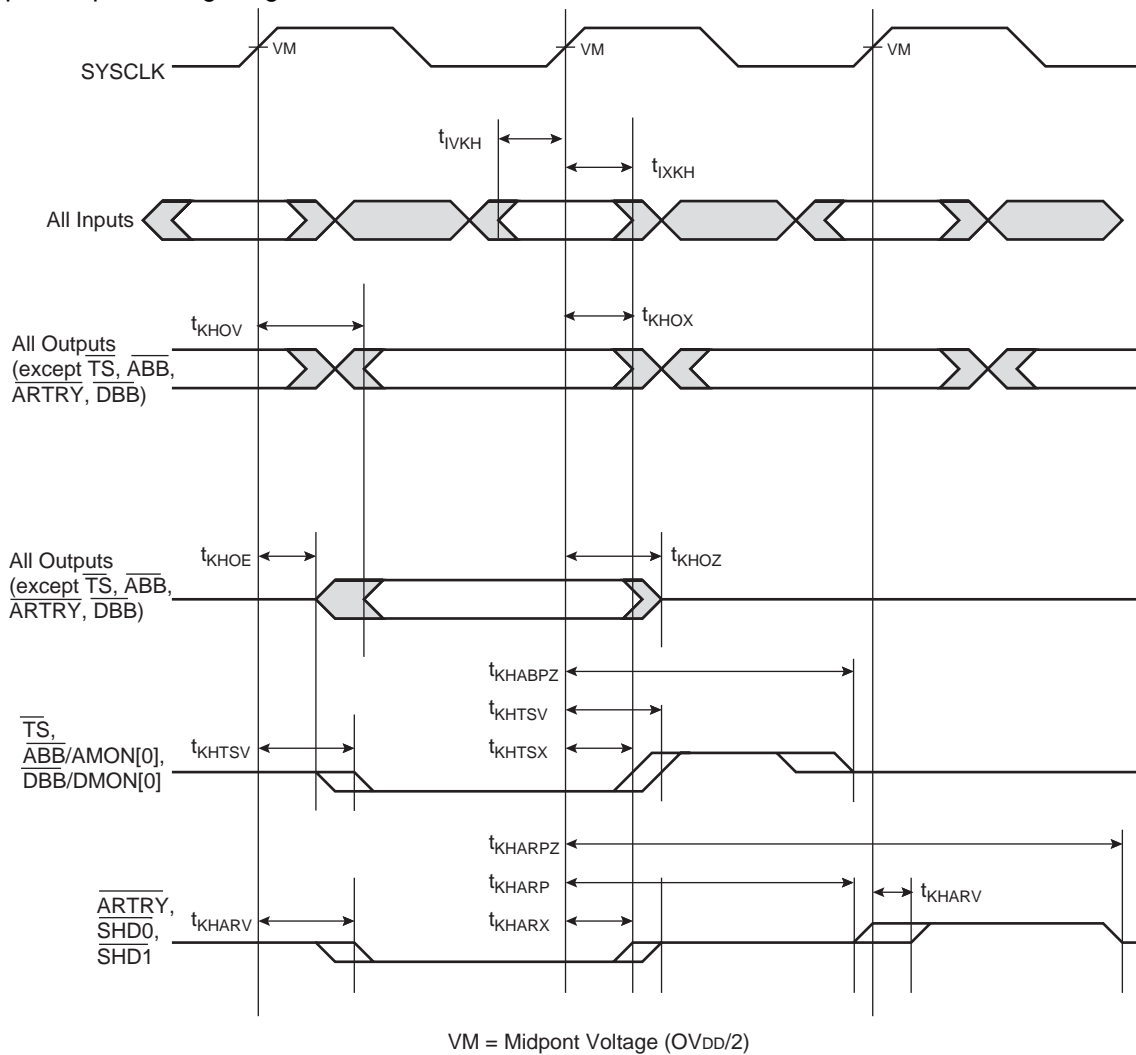 VM
VM
VM
SYSCLK
tIVKH
tIXKH
All Inputs
tKHOV
tKHOX
All Outputs
(except TS, ABB,
ARTRY, DBB)
tKHOE
tKHOZ
All Outputs
(except TS, ABB,
ARTRY, DBB)
tKHABPZ
tKHTSV
tKHTSV
tKHTSX
TS,
ABB/AMON[0],
DBB/DMON[0]
tKHARPZ
tKHARP
tKHARV
tKHARV
tKHARX
ARTRY,
SHD0,
SHD1
VM = Midpont Voltage (OVDD/2)